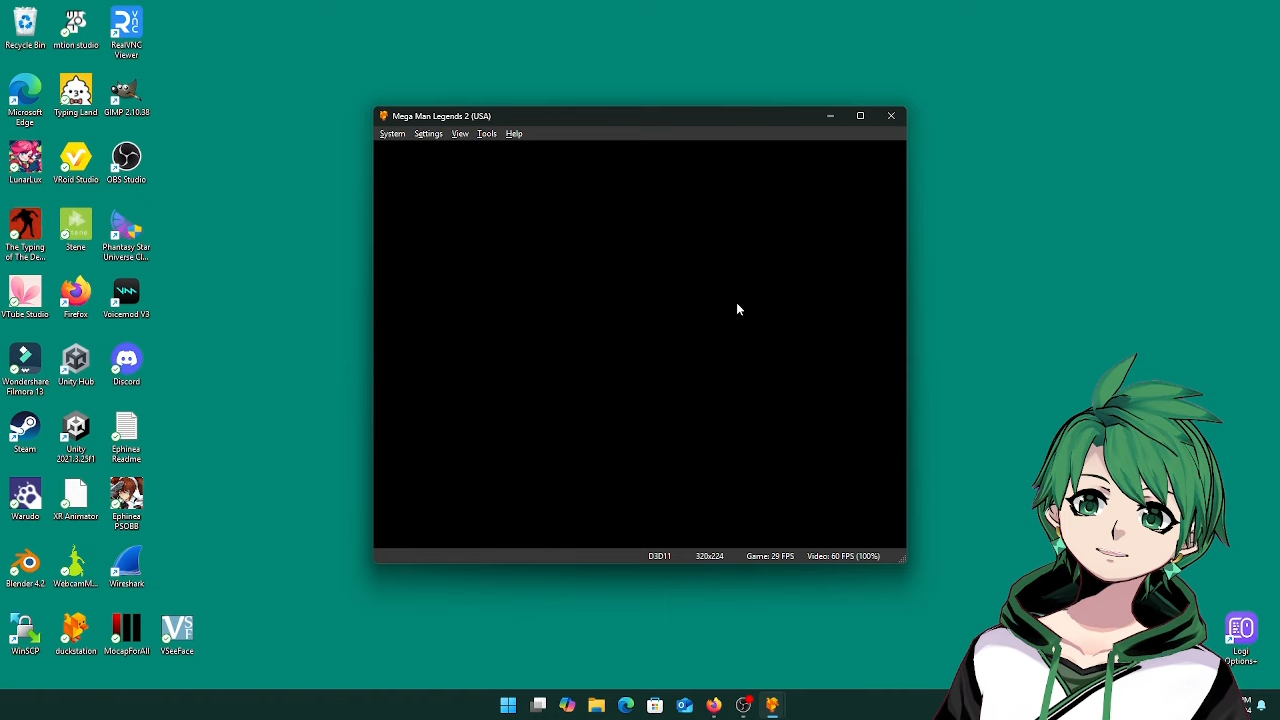 Recycle Bin
mtion studio
RealVNC
Viewer
Microsoft
Edge
Typing Land
GIMP 2.10.38
LunarLux
VRoid Studio
OBS Studio
The Typing
of The De...
3tene
Phantasy Star
Universe Cl...
VTube Studio
Firefox
Voicemod V3
Wondershare
Filmora 13
Unity Hub
Discord
Steam
Unity
2021.3.25f1
Ephinea
Readme
Warudo
XR Animator
Ephinea
PSOBB
Blender 4.2
WebcamM...
Wireshark
WinSCP
duckstation
MocapForAll
VSeeFace
Mega Man Legends 2 (USA)
System Settings View Tools Help
D3D11 320x224 Game: 29 FPS Video: 60 FPS (100%)
Logi
Options+